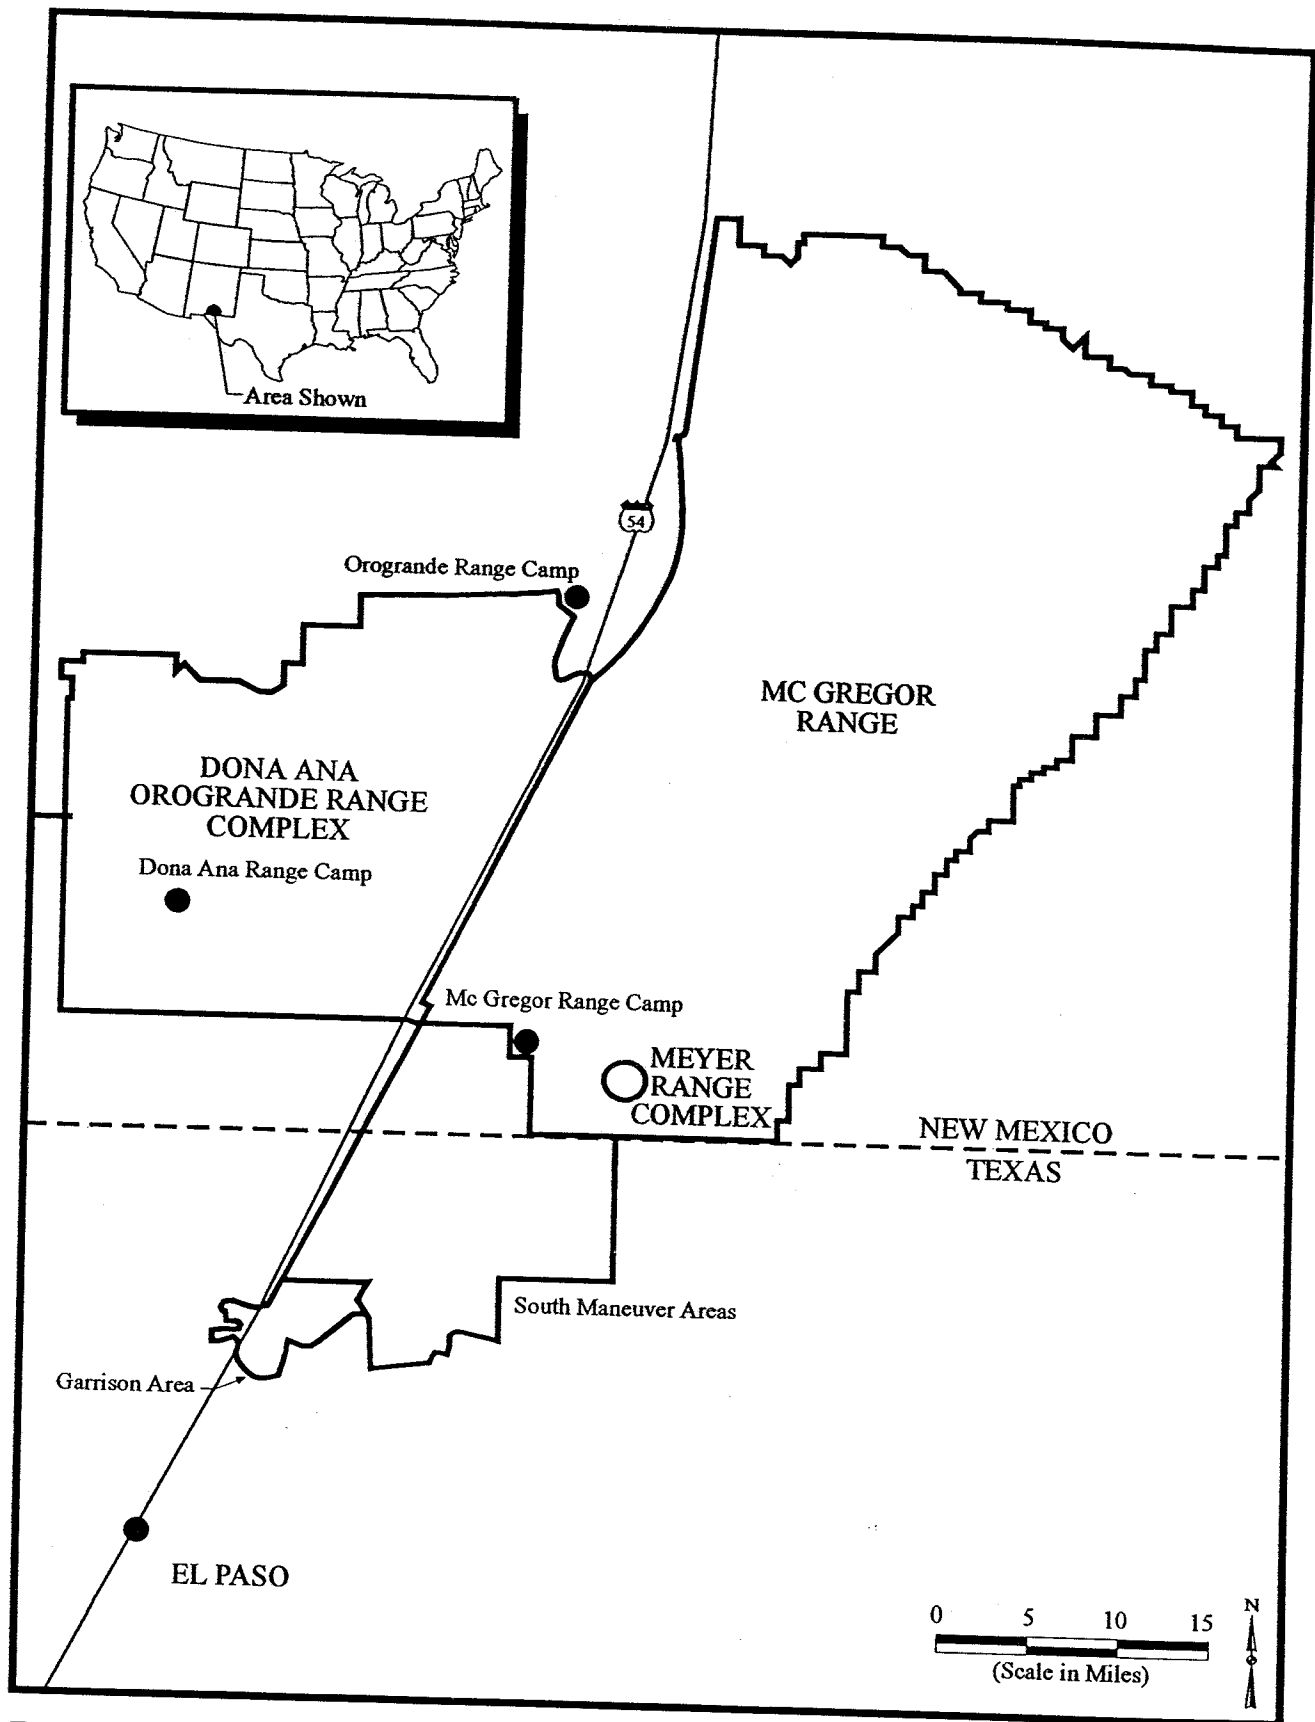 Area Shown
54
Orogrande Range Camp
MC GREGOR
RANGE
DONA ANA
OROGRANDE RANGE
COMPLEX
Dona Ana Range Camp
Mc Gregor Range Camp
MEYER
RANGE
COMPLEX
NEW MEXICO
TEXAS
South Maneuver Areas
Garrison Area
EL PASO
0 5 10 15
(Scale in Miles)
N